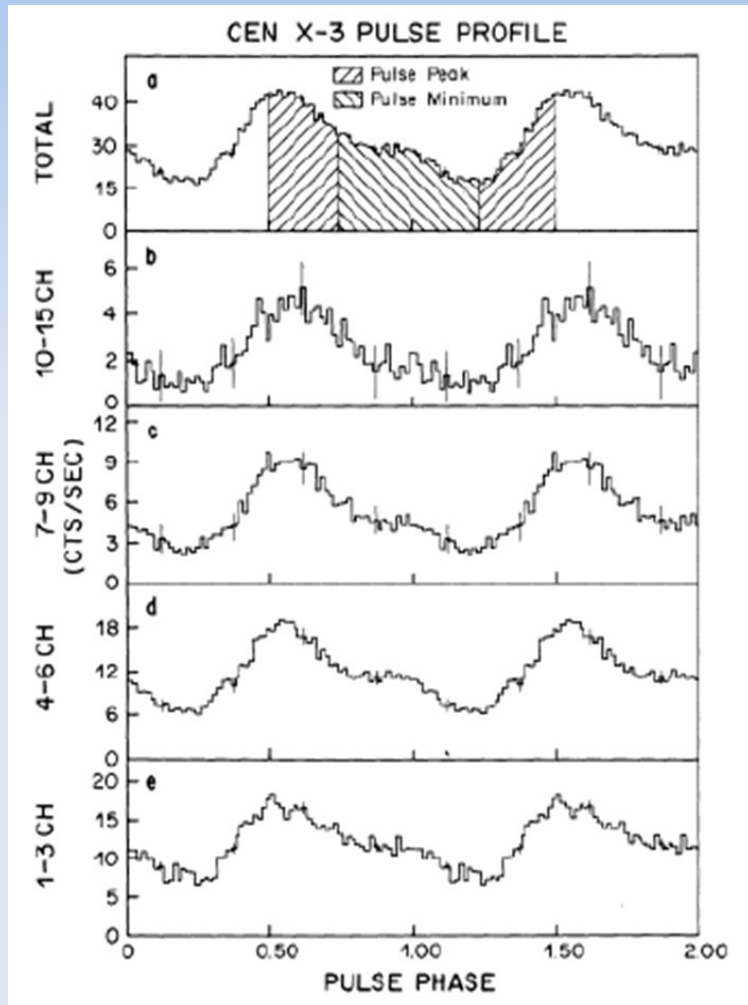 CEN X-3 PULSE PROFILE
a
Pulse Peak
Pulse Minimum
TOTAL
40
30
15
0
b
10-15 CH
6
4
2
0
c
7-9 CH
(CTS/SEC)
12
9
6
3
0
d
4-6 CH
18
12
6
0
e
1-3 CH
20
15
10
5
0
0 0.50 1.00 1.50 2.00
PULSE PHASE